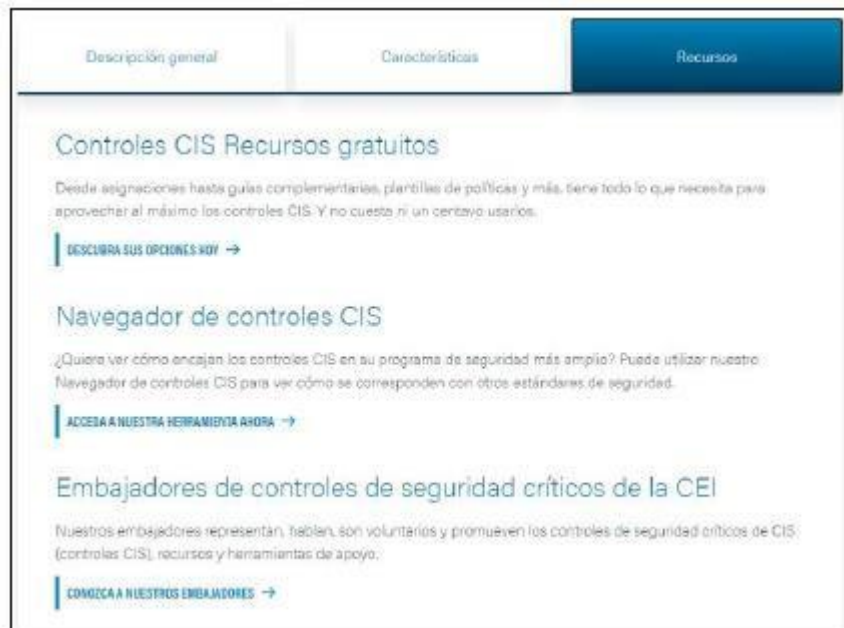 Descripción general
Características
Recursos
Controles CIS Recursos gratuitos
Desde asignaciones hasta guías complementarias, plantillas de políticas y más, tiene todo lo que necesita para
aprovechar al máximo los controles CIS. Y no cuesta ni un centavo usarlos.
DESCUBRA SUS OPCIONES HOY →
Navegador de controles CIS
¿Quiere ver cómo encajan los controles CIS en su programa de seguridad más amplio? Puede utilizar nuestro
Navegador de controles CIS para ver cómo se corresponden con otros estándares de seguridad.
ACCEDA A NUESTRA HERRAMIENTA AHORA →
Embajadores de controles de seguridad críticos de la CEI
Nuestros embajadores representan, hablan, son voluntarios y promueven los controles de seguridad críticos de CIS
(controles CIS), recursos y herramientas de apoyo.
CONOZCA A NUESTROS EMBAJADORES →